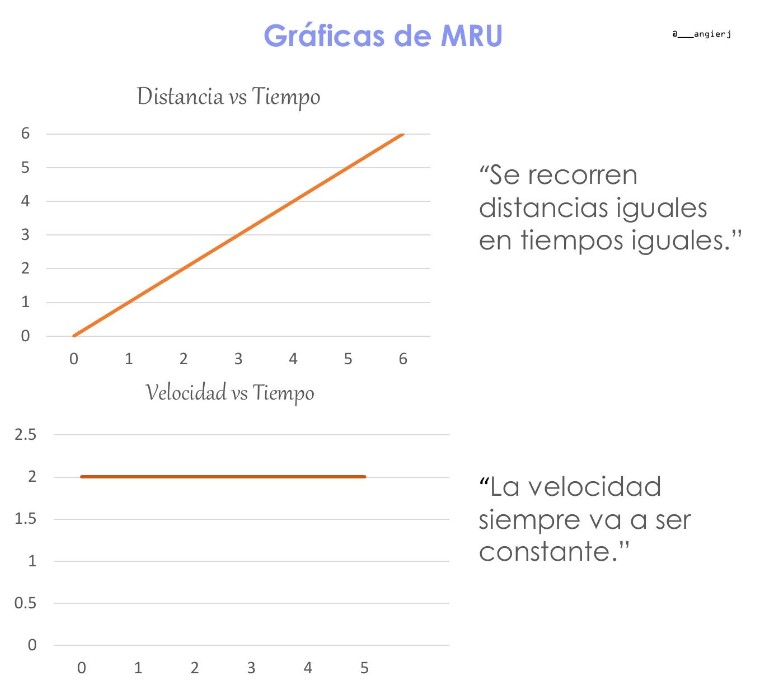 Gráficas de MRU
@___angierj
Distancia vs Tiempo
6
5
4
3
2
1
0
0 1 2 3 4 5 6
“Se recorren
distancias iguales
en tiempos iguales.”
Velocidad vs Tiempo
2.5
2
1.5
1
0.5
0
0 1 2 3 4 5
“La velocidad
siempre va a ser
constante.”